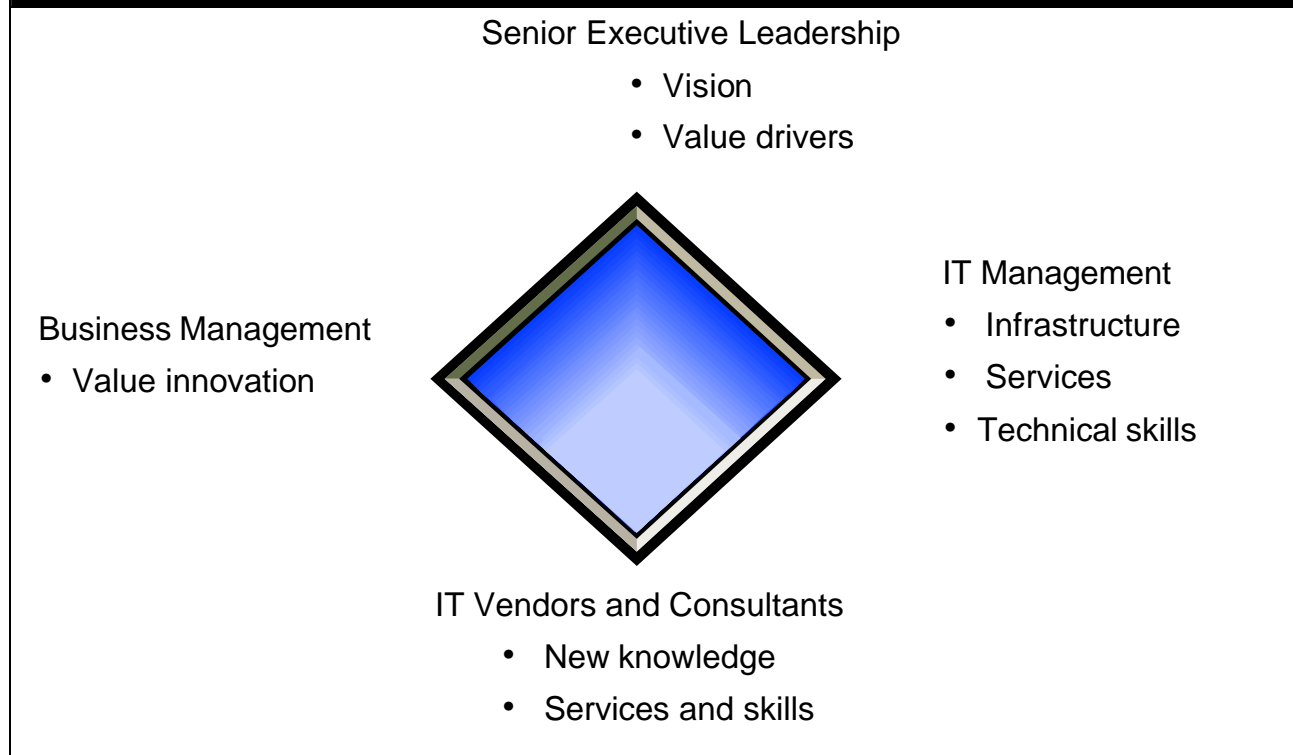 Senior Executive Leadership
• Vision
• Value drivers
IT Management
• Infrastructure
• Services
• Technical skills
Business Management
• Value innovation
IT Vendors and Consultants
• New knowledge
• Services and skills